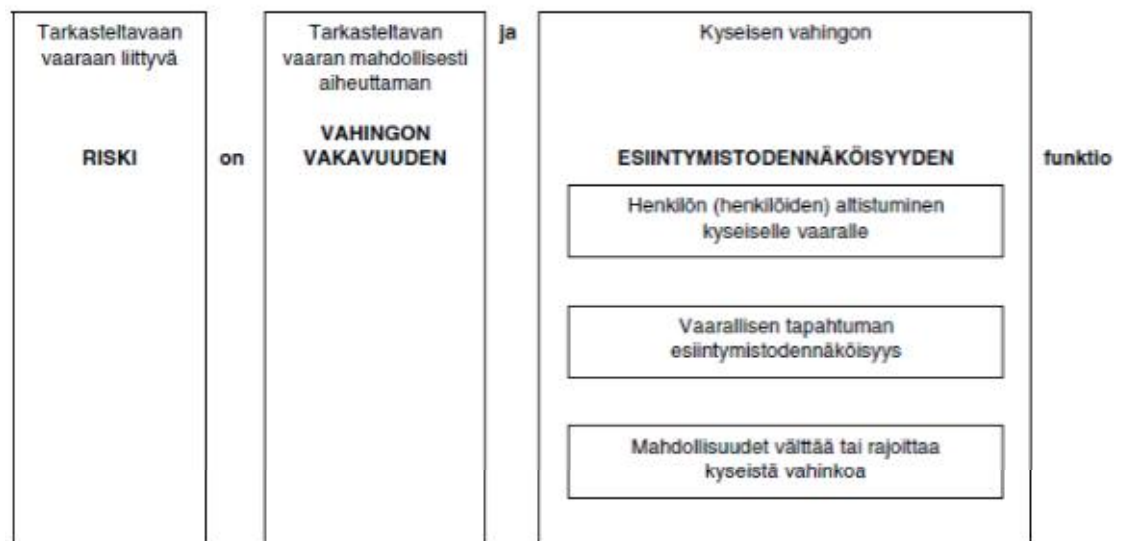 Tarkasteltavaan
vaaraan liittyvä
RISKI
on
Tarkasteltavan
vaaran mahdollisesti
aiheuttaman
VAHINGON
VAKAVUUDEN
ja
Kyseisen vahingon
ESIINTYMISTODENNÄKÖISYYDEN
Henkilön (henkilöiden) altistuminen
kyseiselle vaaralle
Vaarallisen tapahtuman
esiintymistodennäköisyys
Mahdollisuudet välttää tai rajoittaa
kyseistä vahinkoa
funktio